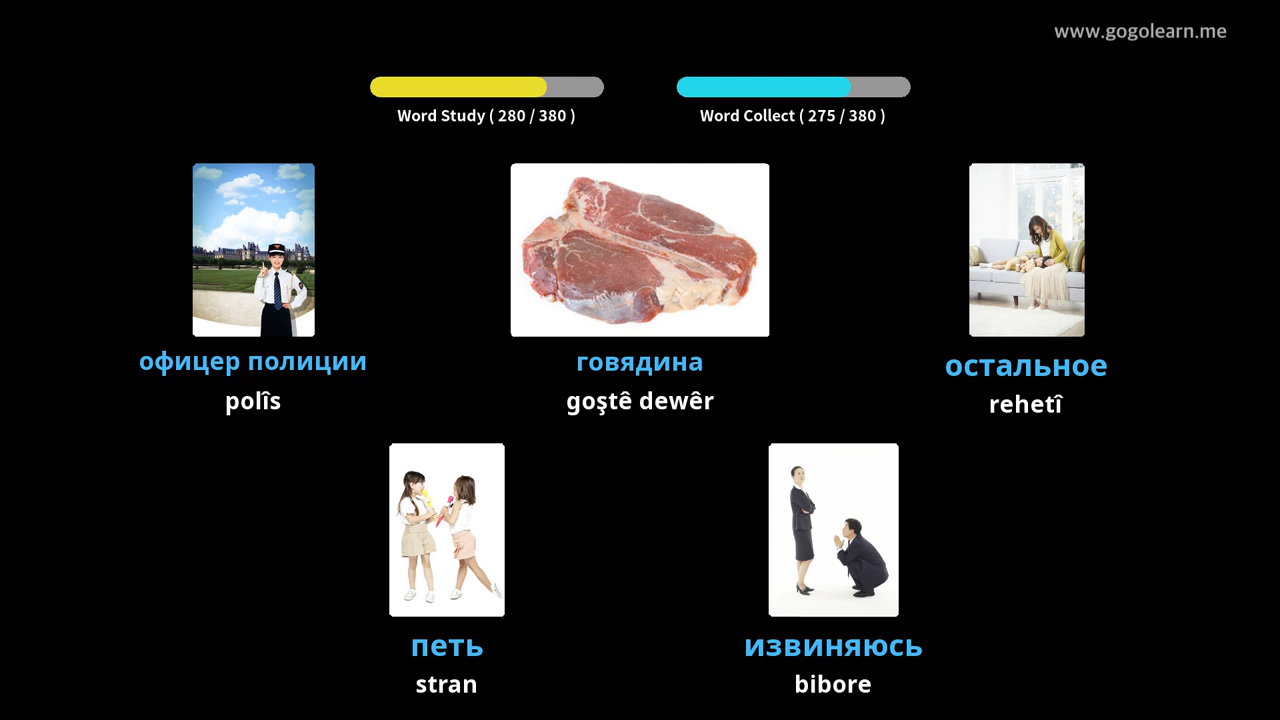 www.gogolearn.me
Word Study ( 280 / 380 )
Word Collect ( 275 / 380 )
офицер полиции
polîs
говядина
goştê dewêr
остальное
rehetî
петь
stran
извиняюсь
bibore